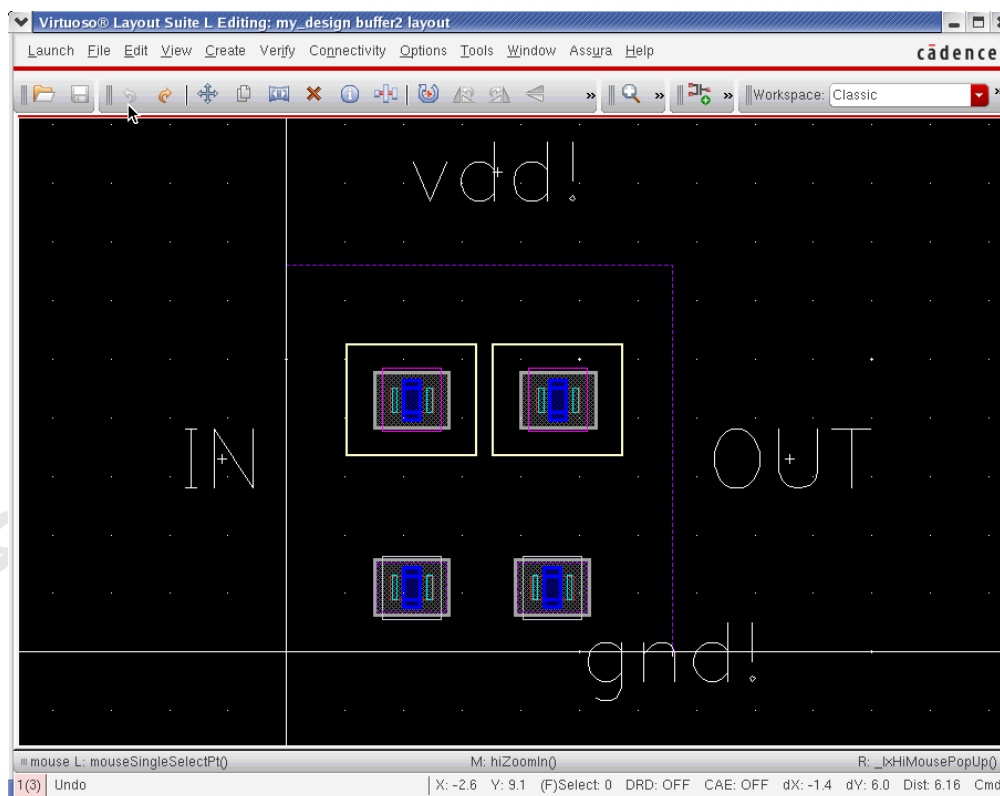 Virtuoso® Layout Suite L Editing: my_design buffer2 layout
Launch File Edit View Create Verify Connectivity Options Tools Window Assura Help cādence
» » » Workspace: Classic »
vdd!
IN OUT
gnd!
mouse L: mouseSingleSelectPt() M: hiZoomIn() R: _lxHiMousePopUp()
1(3) Undo X: -2.6 Y: 9.1 (F)Select: 0 DRD: OFF CAE: OFF dX: -1.4 dY: 6.0 Dist: 6.16 Cmd